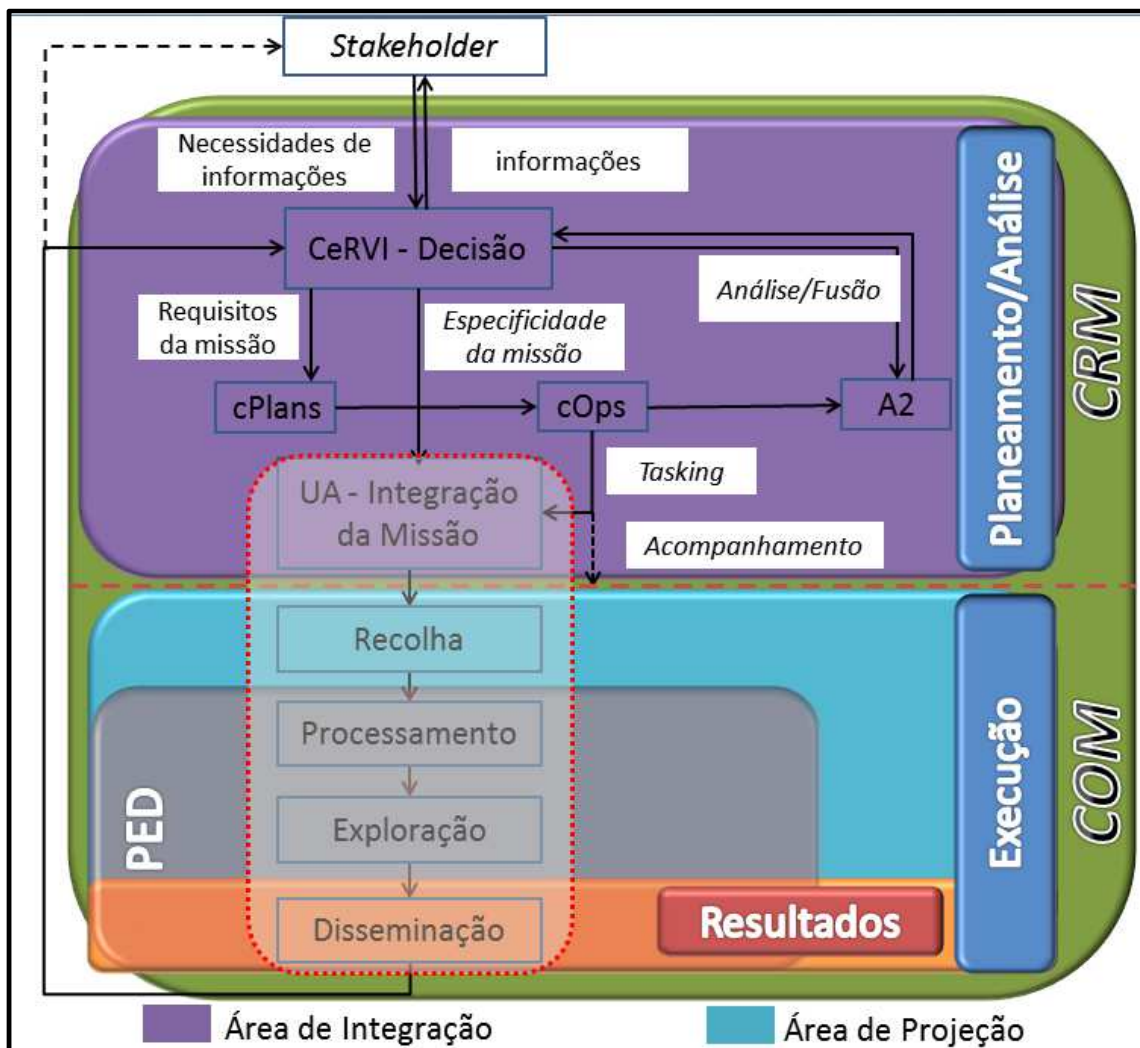 Stakeholder
Necessidades de
informações
informações
CeRVI - Decisão
Análise/Fusão
Requisitos
da missão
Especificidade
da missão
cPlans
cOps
A2
Planeamento/Análise
CRM
UA - Integração
da Missão
Tasking
Acompanhamento
Recolha
Processamento
Exploração
Disseminação
PED
Execução
COM
Resultados
Área de Integração
Área de Projeção